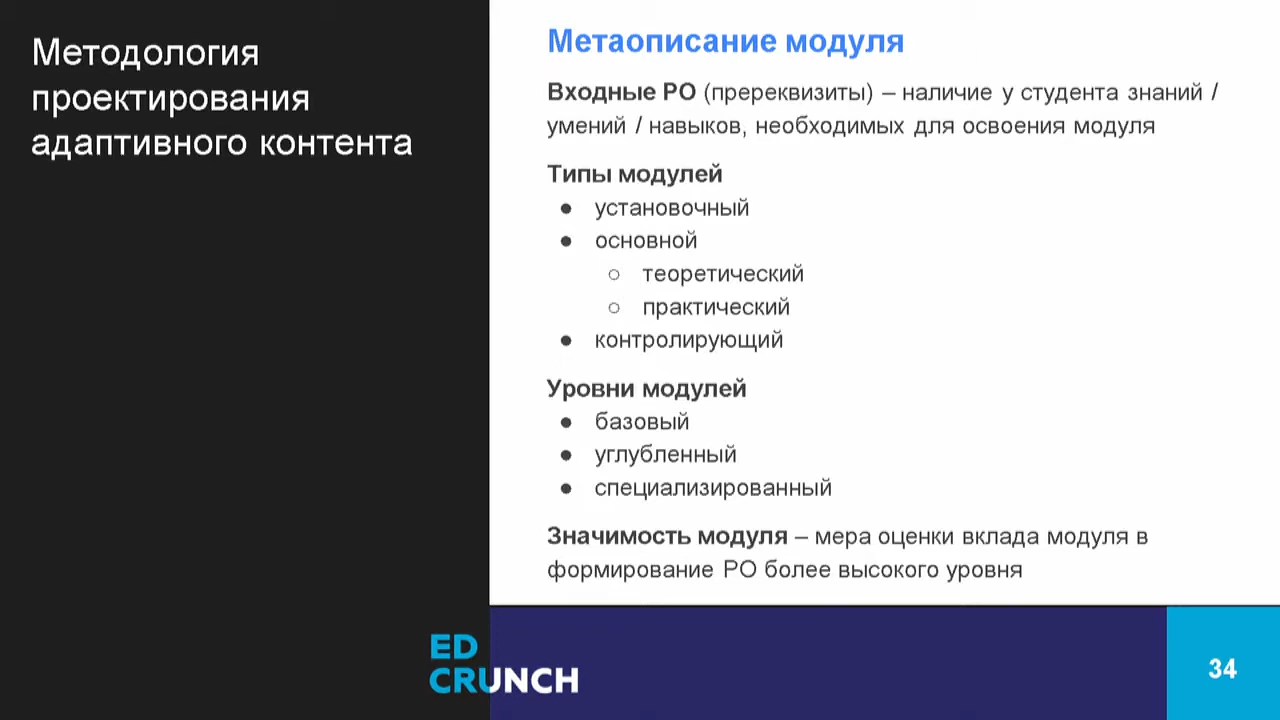 Методология
проектирования
адаптивного контента
Метаописание модуля
Входные РО (пререквизиты) – наличие у студента знаний /
умений / навыков, необходимых для освоения модуля
Типы модулей
● установочный
● основной
○ теоретический
○ практический
● контролирующий
Уровни модулей
● базовый
● углубленный
● специализированный
Значимость модуля – мера оценки вклада модуля в
формирование РО более высокого уровня
ED
CRUNCH
34